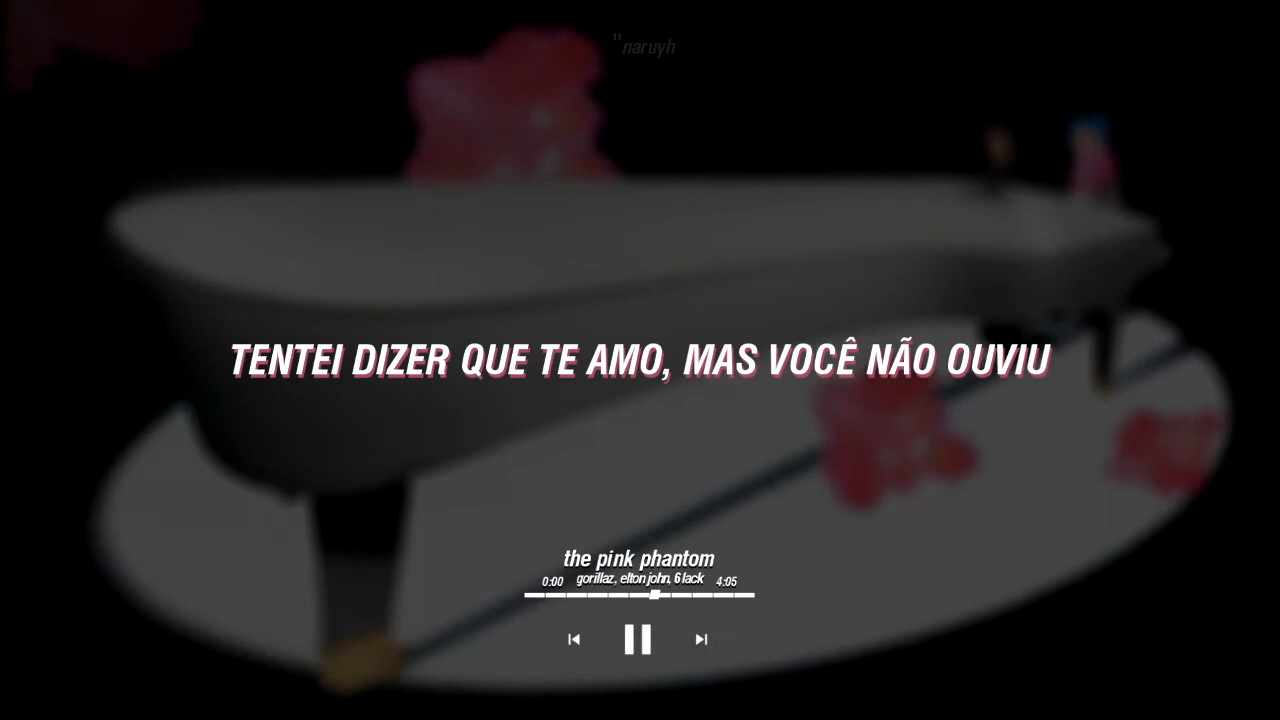 "naruyh
TENTEI DIZER QUE TE AMO, MAS VOCÊ NÃO OUVIU
the pink phantom
0:00 gorillaz, elton john, 6lack 4:05